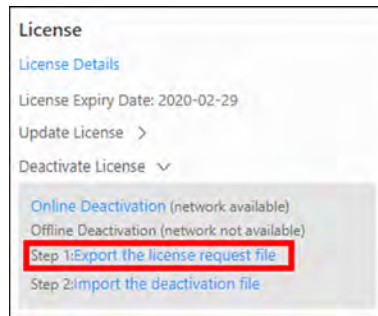 License
License Details
License Expiry Date: 2020-02-29
Update License >
Deactivate License
Online Deactivation (network available)
Offline Deactivation (network not available)
Step 1:Export the license request file
Step 2:Import the deactivation file